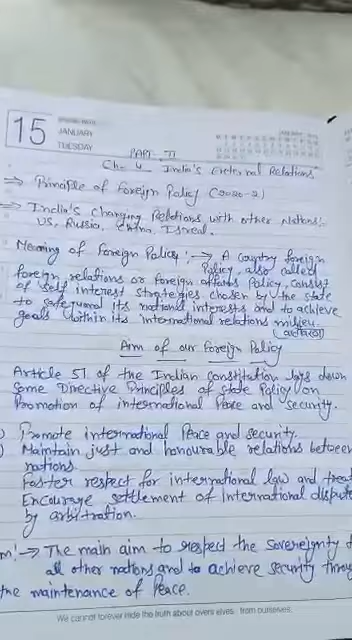 15
JANUARY
TUESDAY
PART II
Ch- 4 India's External Relations
⇒ Principle of Foreign Policy (2020-21)
⇒ India's Changing Relations with other Nations:
US, Russia, China, Israel.
Meaning of Foreign Policy :→ A country foreign
Policy, also called
foreign relations or foreign affairs Policy, consist
of self interest strategies chosen by the state
to safeguard its national interests and to achieve
goals within its international relations milieu
Aim of our Foreign Policy
Article 51 of the Indian constitution lays down
some Directive Principles of State Policy on
Promotion of international Peace and security.
Promote international Peace and security.
Maintain just and honourable relations between
nations.
Foster respect for international law and
Encourage settlement of International
by arbitration.
→ The main aim to respect the sovereignty
all other nations and to achieve security
the maintenance of Peace.
We cannot forever hide the truth about ourselves from ourselves.